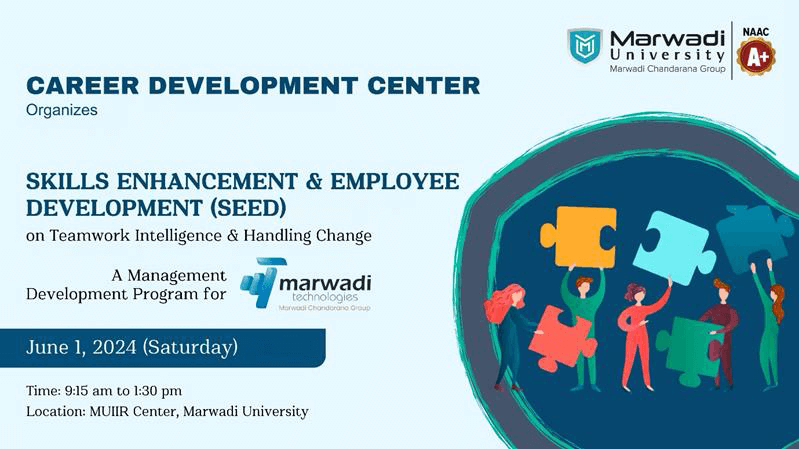 Marwadi
University
Marwadi Chandarana Group
NAAC
A+
CAREER DEVELOPMENT CENTER
Organizes
SKILLS ENHANCEMENT & EMPLOYEE
DEVELOPMENT (SEED)
on Teamwork Intelligence & Handling Change
A Management
Development Program for
marwadi
technologies
Marwadi Chandarana Group
June 1, 2024 (Saturday)
Time: 9:15 am to 1:30 pm
Location: MUIIR Center, Marwadi University